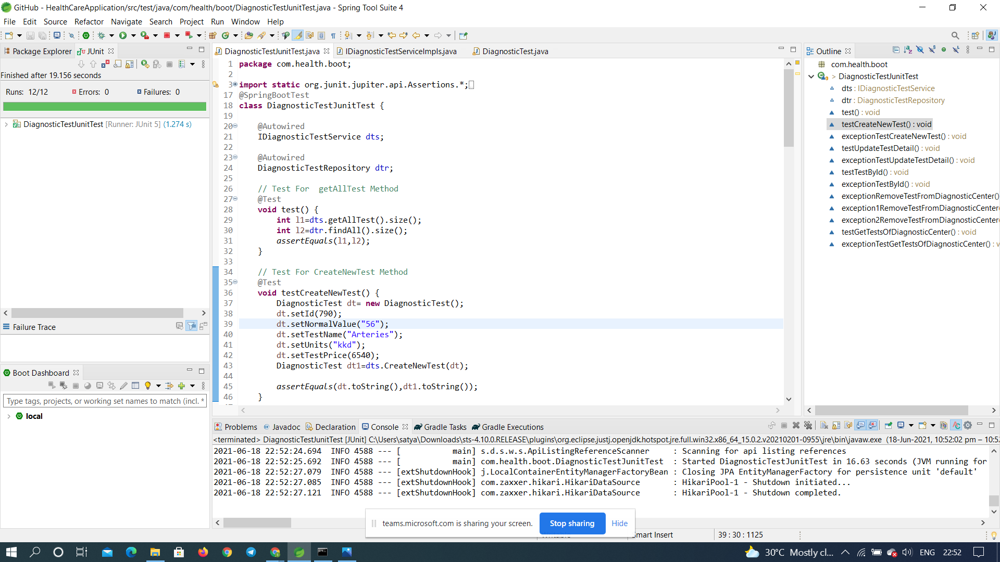 GitHub - HealthCareApplication/src/test/java/com/health/boot/DiagnosticTestJunitTest.java - Spring Tool Suite 4
File Edit Source Refactor Navigate Search Project Run Window Help
Package Explorer JUnit
Finished after 19.156 seconds
Runs: 12/12 Errors: 0 Failures: 0
DiagnosticTestJunitTest [Runner: JUnit 5] (1.274 s)
Failure Trace
Boot Dashboard
Type tags, projects, or working set names to match (incl. *
local
DiagnosticTestJunitTest.java IDiagnosticTestServiceImpls.java DiagnosticTest.java
1 package com.health.boot;
2
3 import static org.junit.jupiter.api.Assertions.*;
17 @SpringBootTest
18 class DiagnosticTestJunitTest {
19
20 @Autowired
21 IDiagnosticTestService dts;
22
23 @Autowired
24 DiagnosticTestRepository dtr;
25
26 // Test For  getAllTest Method
27 @Test
28 void test() {
29 int l1=dts.getAllTest().size();
30 int l2=dtr.findAll().size();
31 assertEquals(l1,l2);
32 }
33
34 // Test For CreateNewTest Method
35 @Test
36 void testCreateNewTest() {
37 DiagnosticTest dt= new DiagnosticTest();
38 dt.setId(790);
39 dt.setNormalValue("56");
40 dt.setTestName("Arteries");
41 dt.setUnits("kkd");
42 dt.setTestPrice(6540);
43 DiagnosticTest dt1=dts.CreateNewTest(dt);
44
45 assertEquals(dt.toString(),dt1.toString());
46 }
Outline
com.health.boot
> DiagnosticTestJunitTest
dts : IDiagnosticTestService
dtr : DiagnosticTestRepository
test() : void
testCreateNewTest() : void
exceptionTestCreateNewTest() : void
testUpdateTestDetail() : void
exceptionTestUpdateTestDetail() : void
testTestById() : void
exceptionTestById() : void
exceptionRemoveTestFromDiagnosticCenter()
exception1RemoveTestFromDiagnosticCenter(
exception2RemoveTestFromDiagnosticCenter(
testGetTestsOfDiagnosticCenter() : void
exceptionTestGetTestsOfDiagnosticCenter() : v
Problems Javadoc Declaration Console Gradle Tasks Gradle Executions
<terminated> DiagnosticTestJunitTest [JUnit] C:\Users\satya\Downloads\sts-4.10.0.RELEASE\plugins\org.eclipse.justj.openjdk.hotspot.jre.full.win32.x86_64_15.0.2.v20210201-0955\jre\bin\javaw.exe (18-Jun-2021, 10:52:02 pm – 10:5
2021-06-18 22:52:24.694  INFO 4588 --- [           main] s.d.s.w.s.ApiListingReferenceScanner     : Scanning for api listing references
2021-06-18 22:52:25.692  INFO 4588 --- [           main] com.health.boot.DiagnosticTestJunitTest  : Started DiagnosticTestJunitTest in 16.63 seconds (JVM running for
2021-06-18 22:52:27.079  INFO 4588 --- [extShutdownHook] j.LocalContainerEntityManagerFactoryBean : Closing JPA EntityManagerFactory for persistence unit 'default'
2021-06-18 22:52:27.085  INFO 4588 --- [extShutdownHook] com.zaxxer.hikari.HikariDataSource       : HikariPool-1 - Shutdown initiated...
2021-06-18 22:52:27.121  INFO 4588 --- [extShutdownHook] com.zaxxer.hikari.HikariDataSource       : HikariPool-1 - Shutdown completed.
teams.microsoft.com is sharing your screen. Stop sharing Hide
mart Insert 39 : 30 : 1125
30°C Mostly cl... ENG 22:52